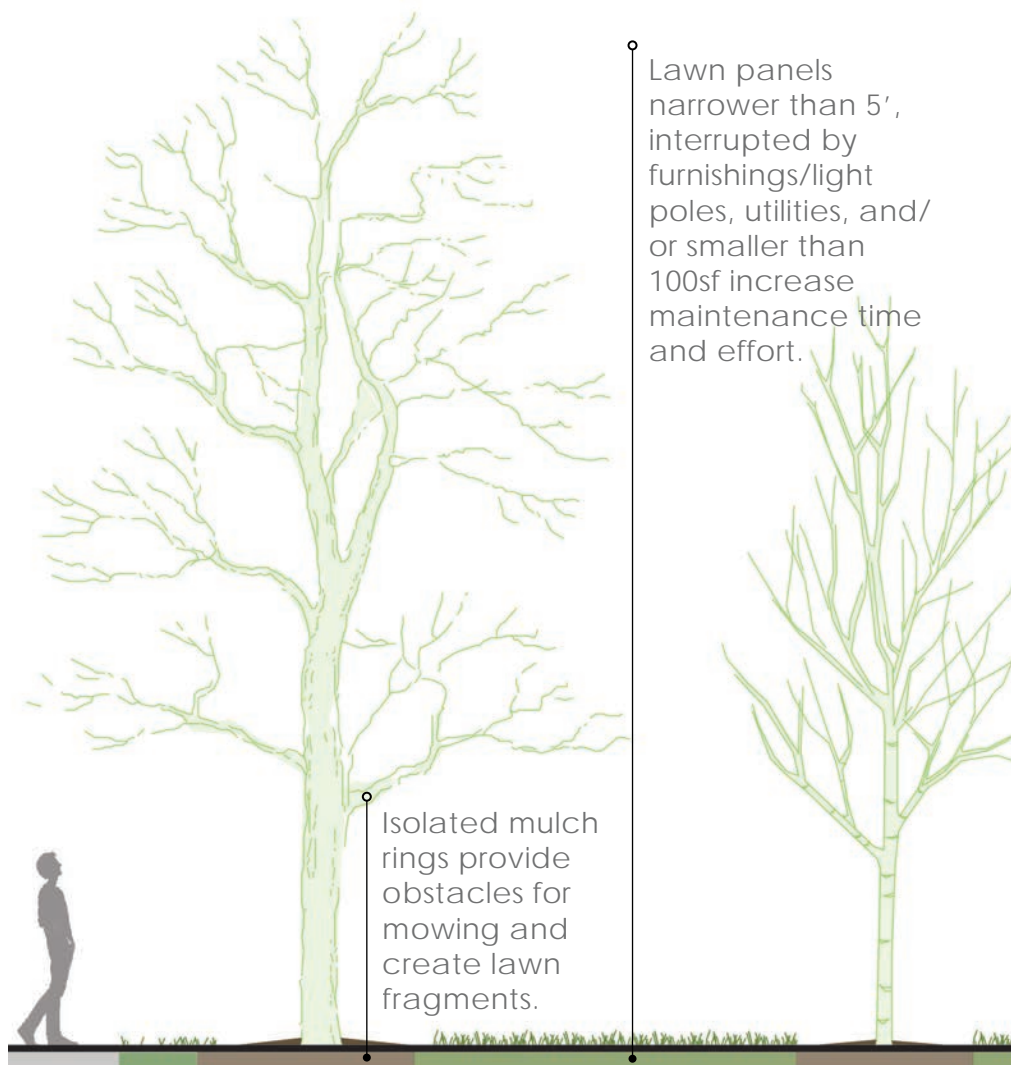 Lawn panels
narrower than 5′,
interrupted by
furnishings/light
poles, utilities, and/
or smaller than
100sf increase
maintenance time
and effort.
Isolated mulch
rings provide
obstacles for
mowing and
create lawn
fragments.